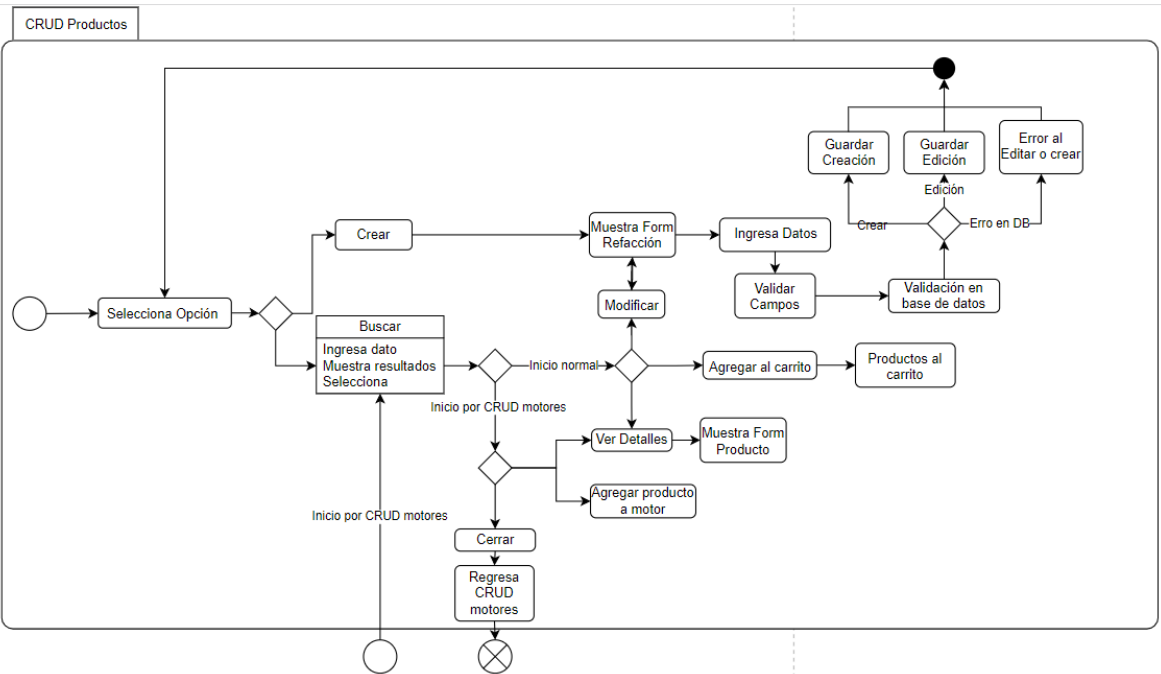 CRUD Productos
Guardar
Creación
Guardar
Edición
Error al
Editar o crear
Edición
Crear
Erro en DB
Crear
Muestra Form
Refacción
Ingresa Datos
Selecciona Opción
Modificar
Validar
Campos
Validación en
base de datos
Buscar
Ingresa dato
Muestra resultados
Selecciona
Inicio normal
Agregar al carrito
Productos al
carrito
Inicio por CRUD motores
Ver Detalles
Muestra Form
Producto
Agregar producto
a motor
Inicio por CRUD motores
Cerrar
Regresa
CRUD
motores